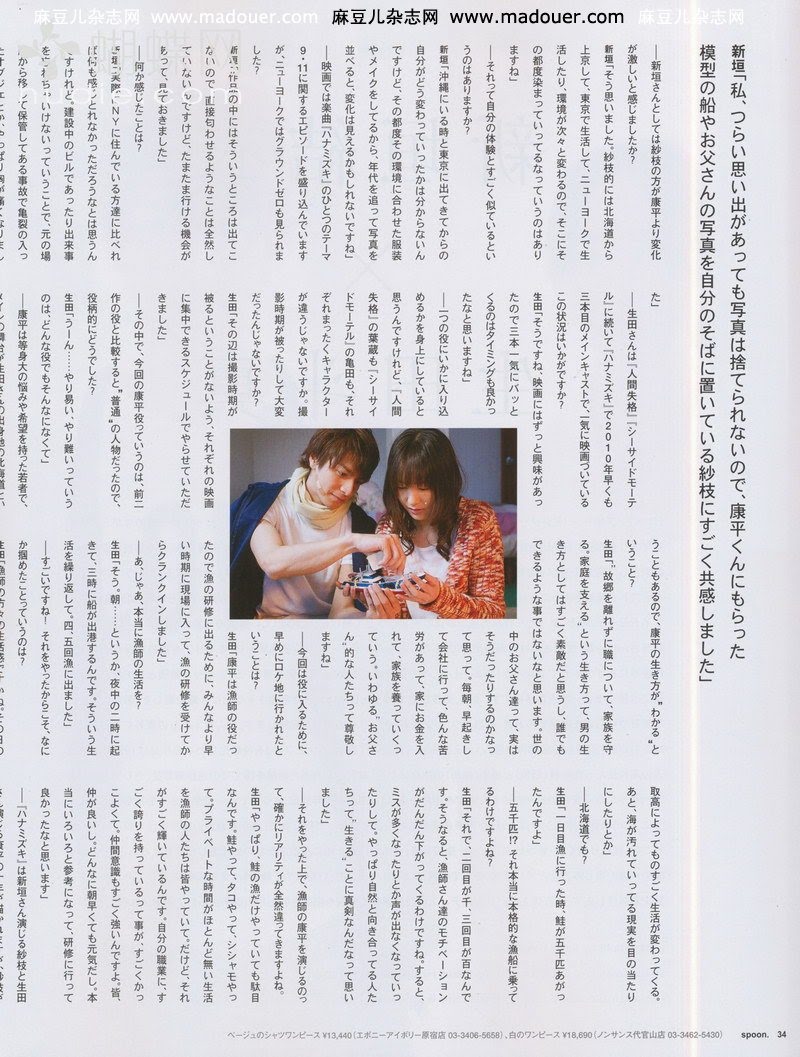 麻豆儿杂志网 www.madouer.com 麻豆儿杂志网 www.madouer.com
新垣「私、つらい思い出があっても写真は捨てられないので、康平くんにもらった
模型の船やお父さんの写真を自分のそばに置いている紗枝にすごく共感しました」
──新垣さんとしては紗枝の方が康平より変化
が激しいと感じましたか?
新垣「そう思いました。紗枝的には北海道から
上京して、東京で生活して、ニューヨークで生
活したり、環境が次々と変わるので、そこにそ
の都度染まっていってるなっていうのはあり
ますね」
──それって自分の体験とすごく似ているとい
うのはありますか?
新垣「沖縄にいる時と東京に出てきてからの
自分がどう変わっていったかは分からないん
ですけど、その都度その環境に合わせた服装
やメイクをしてるから、年代を追って写真を
並べると、変化は見えるかもしれないですね」
──映画では楽曲『ハナミズキ』のひとつのテーマ
9・11に関するエピソードを盛り込んでいます
が、ニューヨークではグラウンドゼロも見られま
した?
新垣「作品の中にはそういうところは出てこ
ないので、直接匂わせるようなことは全然し
ていないんですけど、たまたま行ける機会が
あって、見ておきました」
──何か感じたことは?
新垣「実際、NYに住んでいる方達に比べれ
ば何も感じとれなかっただろうなとは思うん
ですけれど、建設中のビルであったり出来事
を忘れちゃいけないっていうことで、元の場
から移って保管してある事故で亀裂の入っ
た」
──生田さんは『人間失格』『シーサイドモーテ
ル』に続いて『ハナミズキ』で2010年早くも
三本目のメインキャストで、一気に映画づいている
この状況はいかがですか?
生田「そうですね、映画にはずっと興味があっ
たので三本一気にバッと
くるのはタイミングも良かっ
たなと思いますね」
──一つの役にいかに入り込
めるかを身上にしていると
思うんですけれど、『人間
失格』の葉蔵も『シーサイ
ドモーテル』の亀田も、それ
ぞれまったくキャラクター
が違うじゃないですか。撮
影時期が被ったりして大変
だったんじゃないですか?
生田「その辺は撮影時期が
被るということがないよう、それぞれの映画
に集中できるスケジュールでやらせていただ
きました」
──その中で、今回の康平役っていうのは、前二
作の役と比較すると"普通"の人物だったので、
役柄的にどうでした?
生田「うーん……やり易い、やり難いっていう
のは、どんな役でもそんなになくて」
──康平は等身大の悩みや希望を持った若者で、
うこともあるので、康平の生き方が"わかる"と
いうこと?
生田「"故郷を離れずに職について、家族を守
る。家庭を支える"という生き方って、男の生
き方としてはすごく素敵だと思うし、誰でも
できるような事ではないなと思います。世の
中のお父さん達って、実は
そうだったりするのかなっ
て思って。毎朝、早起きし
て会社に行って、色んな苦
労があって、家にお金を入
れて、家族を養っていくっ
ていう。いわゆる"お父さ
ん"的な人たちって尊敬し
ますね」
──今回は役に入るために、
早めにロケ地に行かれたと
いうことは?
生田「康平は漁師の役だっ
たので漁の研修に出るために、みんなより早
い時期に現場に入って、漁の研修を受けてか
らクランクインしました」
──あ、じゃあ、本当に漁師の生活を?
生田「そう。朝……というか、夜中の二時に起
きて、三時に船が出港するんです。そういう生
活を繰り返して。四、五回漁に出ました」
──すごいですね! それをやったからこそ、なに
か掴めたことっていうのは?
取高によってものすごく生活が変わってくる。
あと、海が汚れていってる現実を目の当たり
にしたりとか」
──北海道でも?
生田「一日目漁に行った時、鮭が五千匹あがっ
たんですよ」
──五千匹!? それ本当に本格的な漁船に乗って
るわけですよね?
生田「それで、二回目が千、三回目が百なんで
す。そうなると、漁師さん達のモチベーション
がだんだん下がってくるわけですね。すると
ミスが多くなったりとか声が出なくなってい
ったりして。やっぱり自然と向き合ってる人た
ちって"生きる"ことに真剣なんだなって思い
ました」
──それをやった上で、漁師の康平を演じるのっ
て、確かにリアリティが全然違ってきますよね。
生田「やっぱり、鮭の漁だけやっていても駄目
なんです。鮭やって、タコやって、シシャモやっ
て。プライベートな時間がほとんど無い生活
を漁師の人たちは皆やっていて。だけど、それ
がすごく輝いているんです。自分の職業に、す
ごく誇りを持っているって事が、すごくかっ
こよくて。仲間意識もすごく強いんですよ。皆、
仲が良いし。どんなに朝早くても元気だし。本
当にいろいろと参考になって、研修に行って
良かったなと思います」
──『ハナミズキ』は新垣さん演じる紗枝と生田
ベージュのシャツワンピース ¥13,440(エボニーアイボリー原宿店 03-3406-5658)、白のワンピース ¥18,690(ノンサンス代官山店 03-3462-5430)
spoon. 34